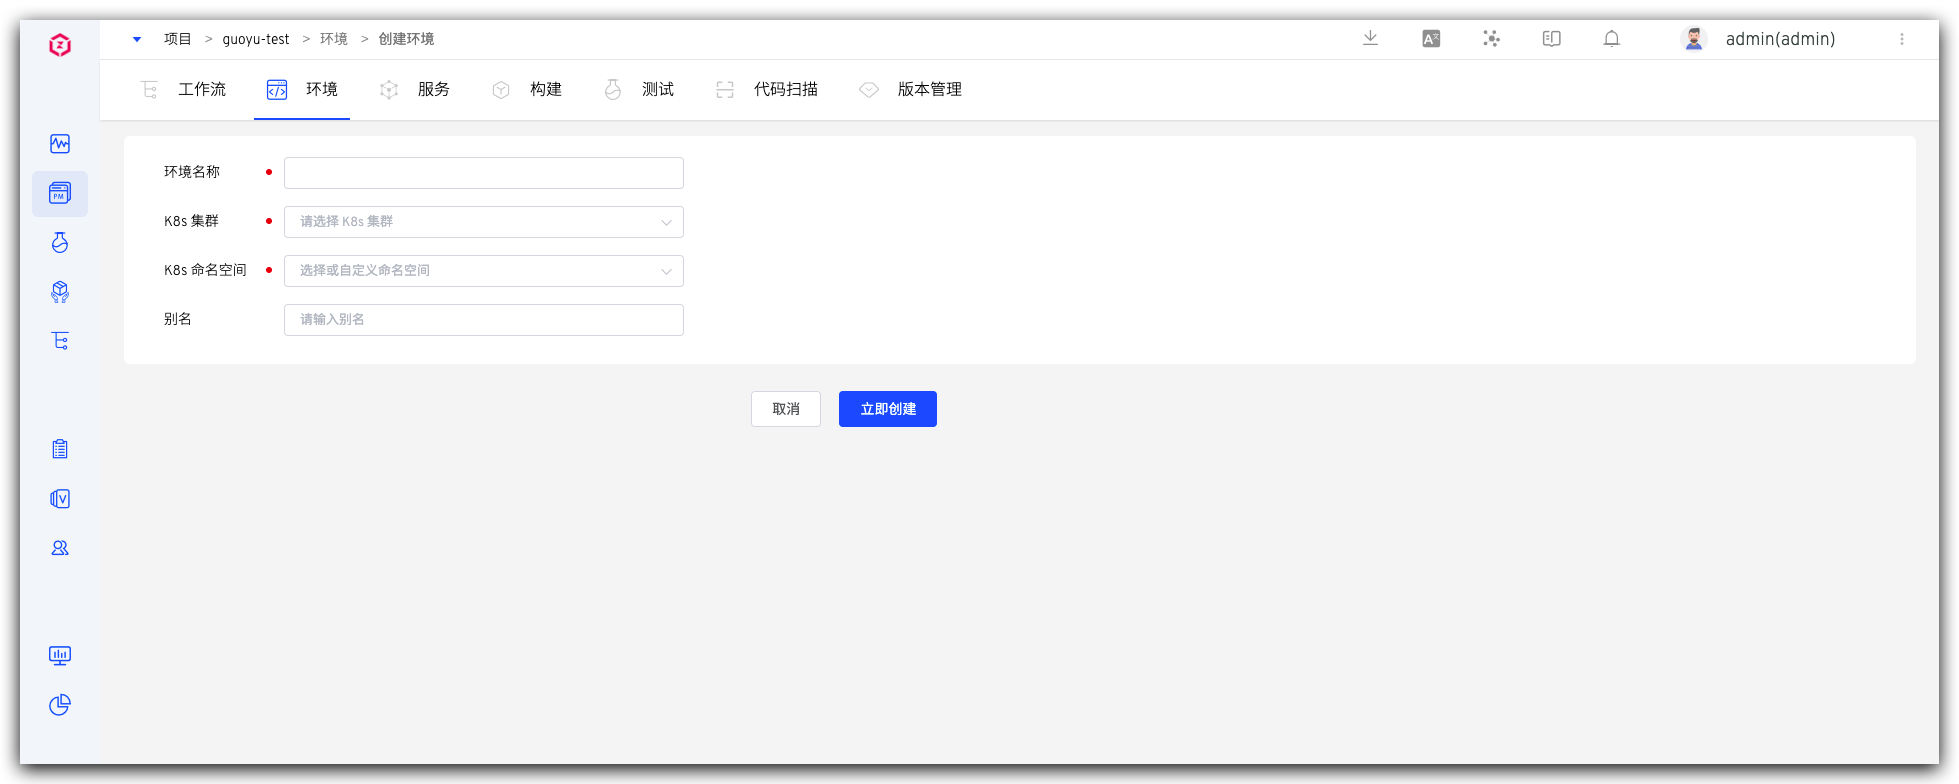 项目 > guoyu-test > 环境 > 创建环境
admin(admin)
工作流 环境 服务 构建 测试 代码扫描 版本管理
PM
环境名称
K8s 集群 请选择 K8s 集群
K8s 命名空间 选择或自定义命名空间
别名 请输入别名
取消 立即创建